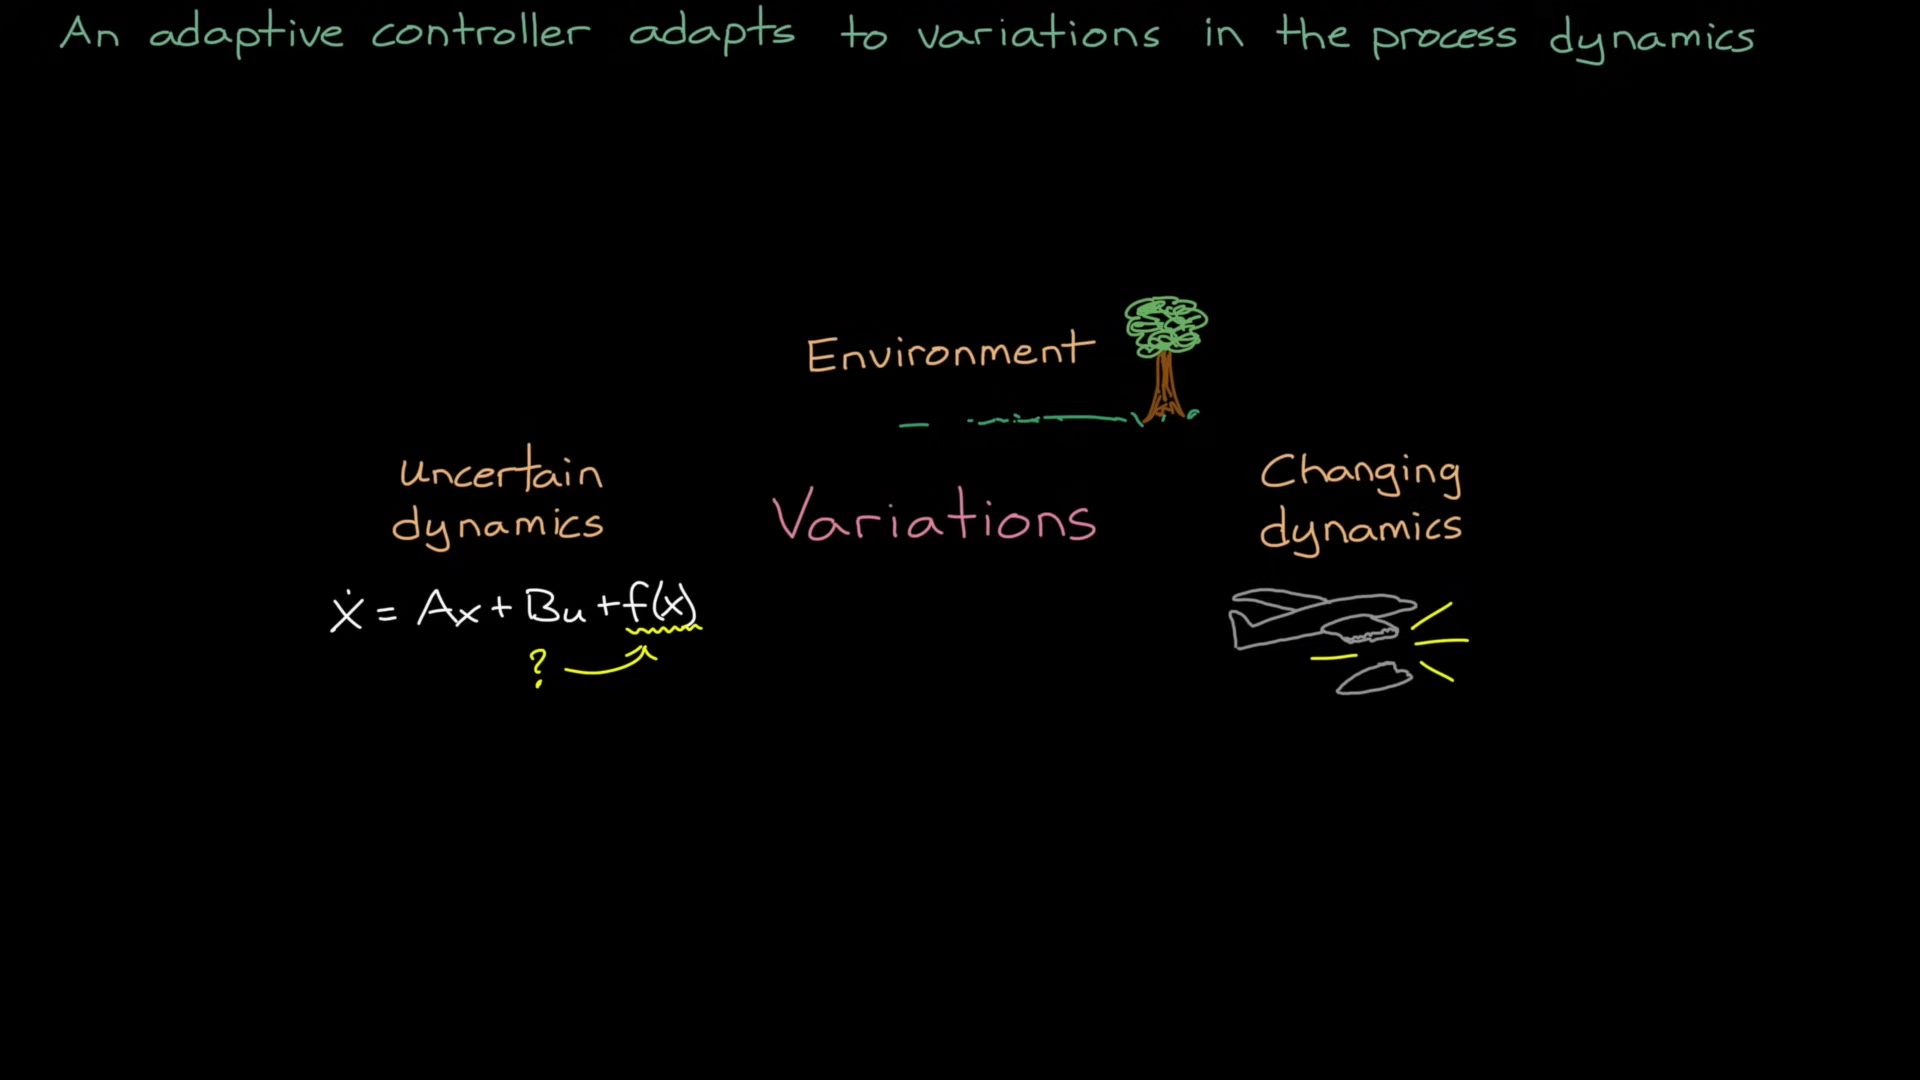 An adaptive controller adapts to variations in the process dynamics
Environment
Uncertain
dynamics
Variations
Changing
dynamics
ẋ = Ax + Bu + f(x)
?